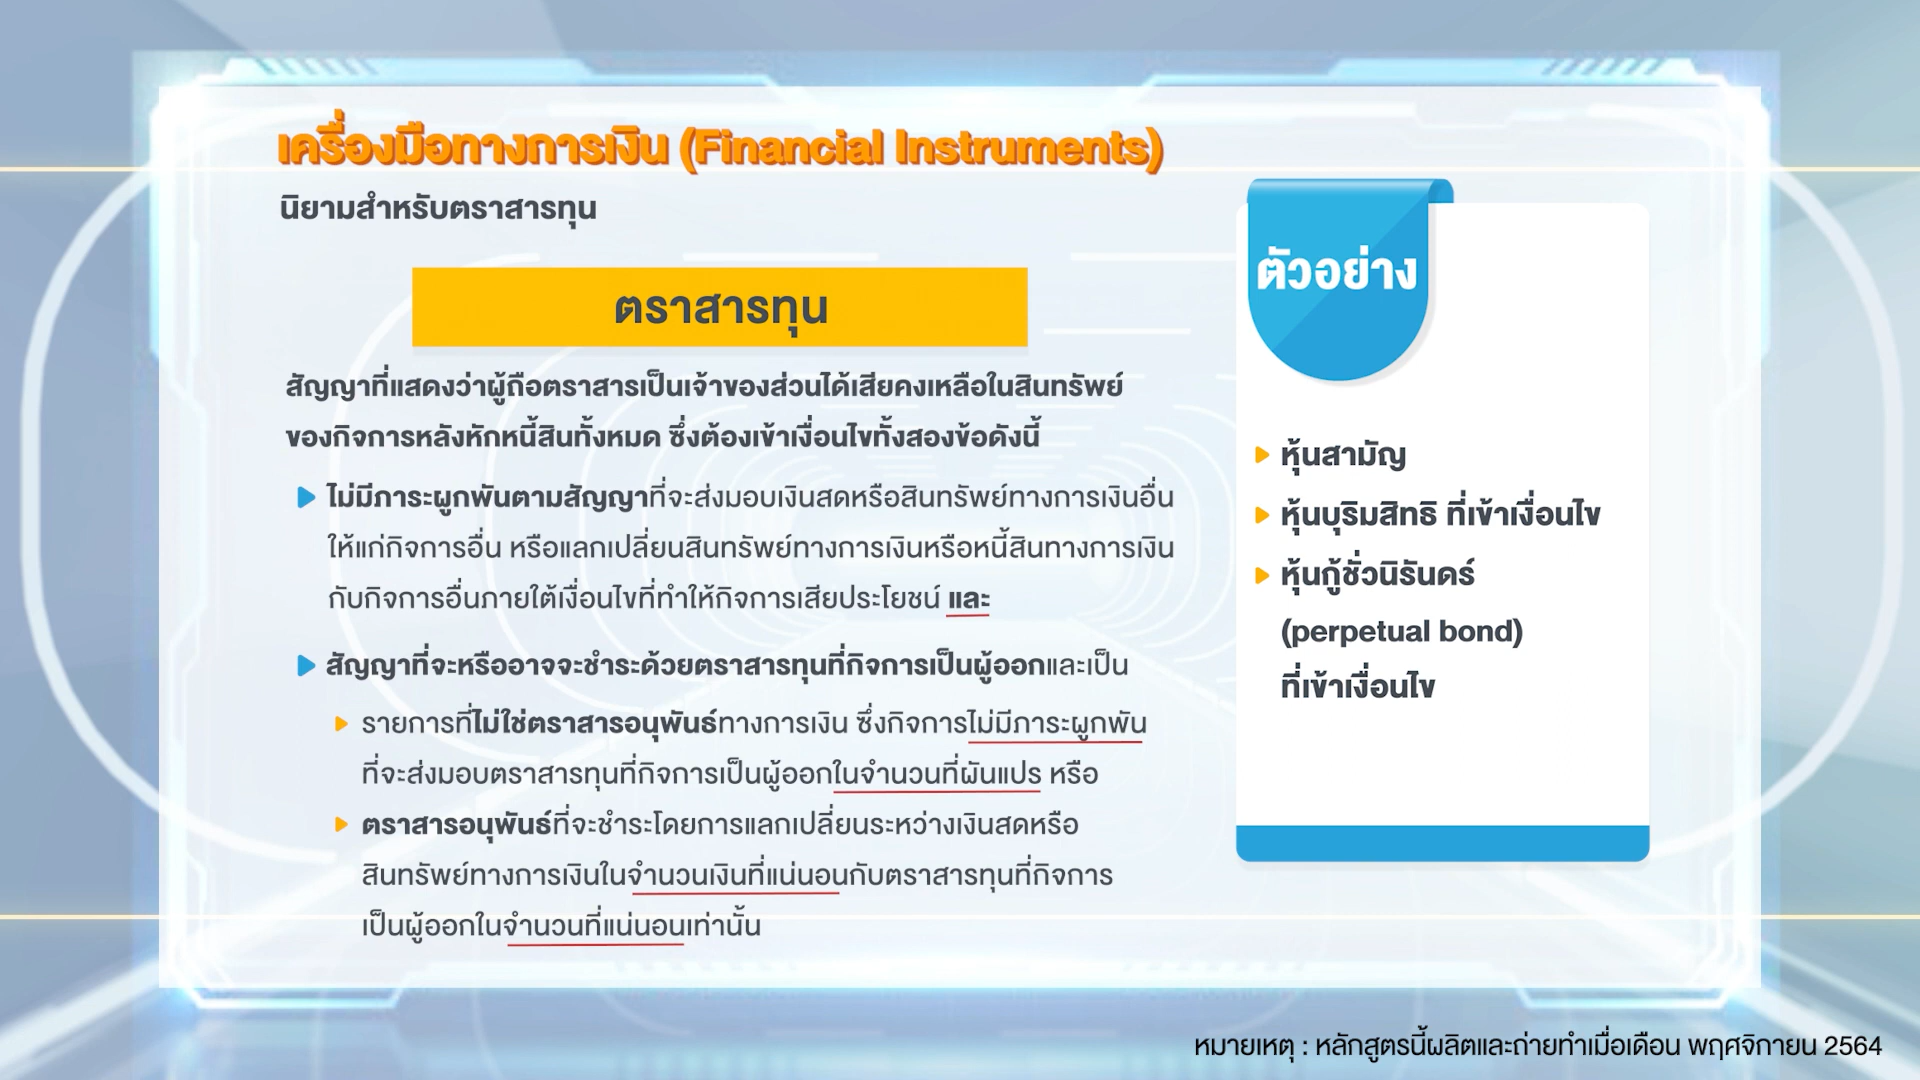 เครื่องมือทางการเงิน (Financial Instruments)
นิยามสำหรับตราสารทุน
ตราสารทุน
สัญญาที่แสดงว่าผู้ถือตราสารเป็นเจ้าของส่วนได้เสียคงเหลือในสินทรัพย์
ของกิจการหลังหักหนี้สินทั้งหมด ซึ่งต้องเข้าเงื่อนไขทั้งสองข้อดังนี้
ไม่มีภาระผูกพันตามสัญญาที่จะส่งมอบเงินสดหรือสินทรัพย์ทางการเงินอื่น
ให้แก่กิจการอื่น หรือแลกเปลี่ยนสินทรัพย์ทางการเงินหรือหนี้สินทางการเงิน
กับกิจการอื่นภายใต้เงื่อนไขที่ทำให้กิจการเสียประโยชน์ และ
สัญญาที่จะหรืออาจจะชำระด้วยตราสารทุนที่กิจการเป็นผู้ออกและเป็น
รายการที่ไม่ใช่ตราสารอนุพันธ์ทางการเงิน ซึ่งกิจการไม่มีภาระผูกพัน
ที่จะส่งมอบตราสารทุนที่กิจการเป็นผู้ออกในจำนวนที่ผันแปร หรือ
ตราสารอนุพันธ์ที่จะชำระโดยการแลกเปลี่ยนระหว่างเงินสดหรือ
สินทรัพย์ทางการเงินในจำนวนเงินที่แน่นอนกับตราสารทุนที่กิจการ
เป็นผู้ออกในจำนวนที่แน่นอนเท่านั้น
ตัวอย่าง
หุ้นสามัญ
หุ้นบุริมสิทธิ ที่เข้าเงื่อนไข
หุ้นกู้ชั่วนิรันดร์
(perpetual bond)
ที่เข้าเงื่อนไข
หมายเหตุ : หลักสูตรนี้ผลิตและถ่ายทำเมื่อเดือน พฤศจิกายน 2564